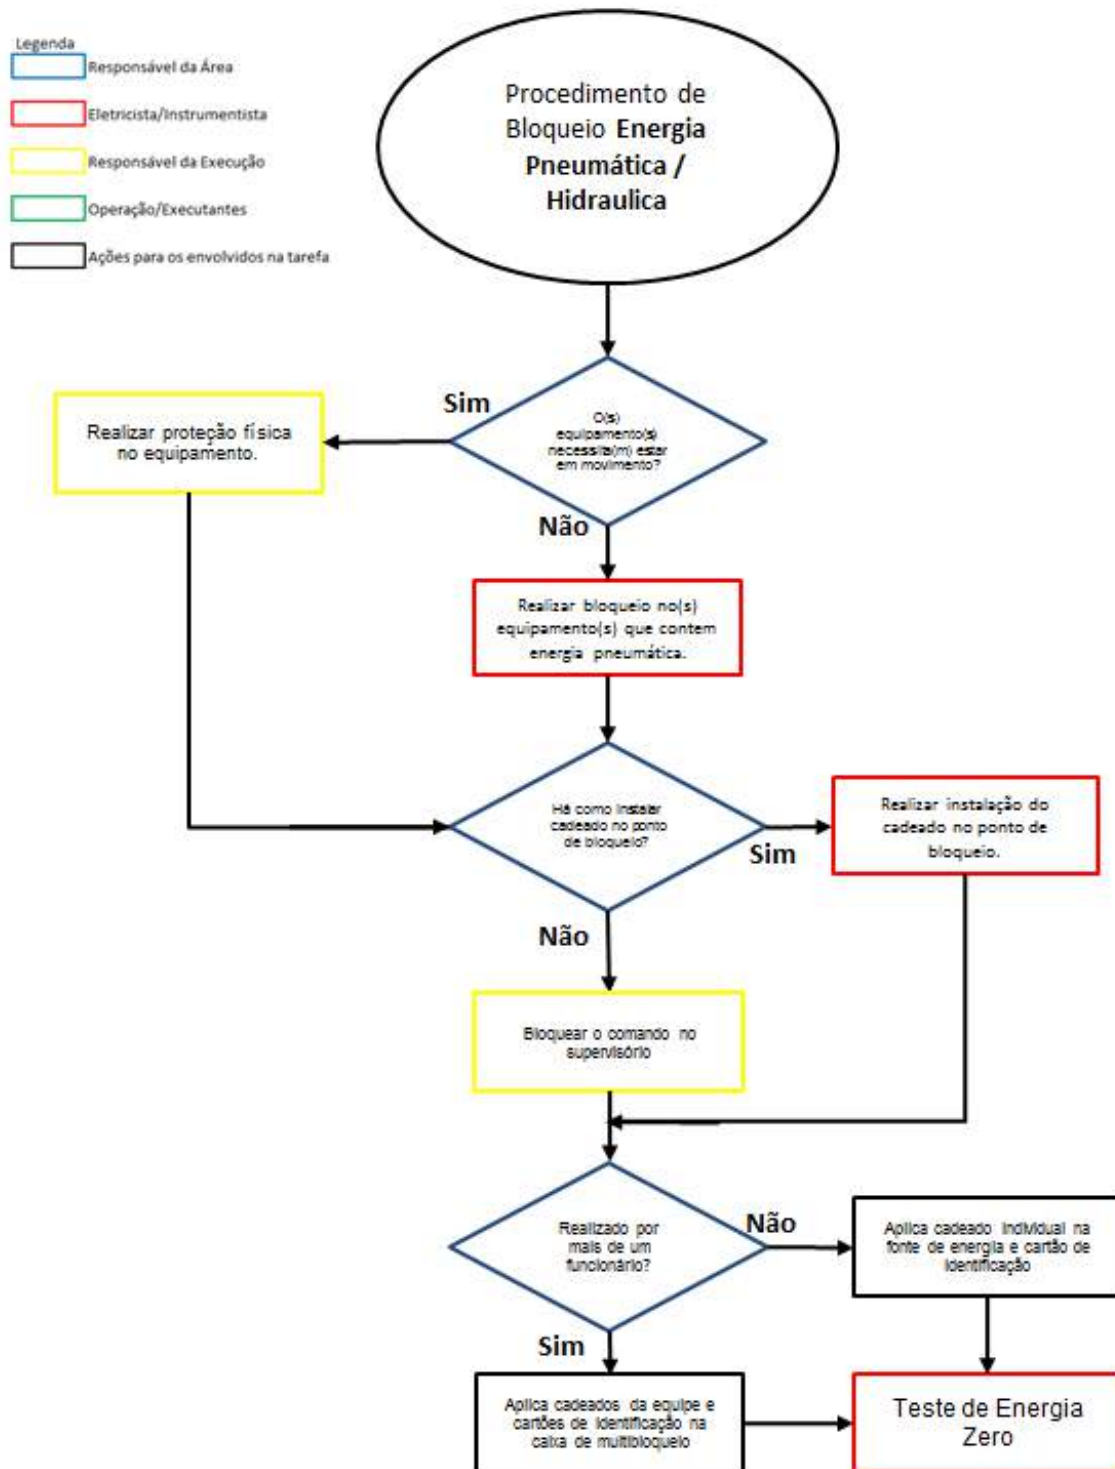 Legenda
Responsável da Área
Eletricista/Instrumentista
Responsável da Execução
Operação/Executantes
Ações para os envolvidos na tarefa
Procedimento de
Bloqueio Energia
Pneumática /
Hidraulica
O(s)
equipamento(s)
necessita(m) estar
em movimento?
Sim
Realizar proteção física
no equipamento.
Não
Realizar bloqueio no(s)
equipamento(s) que contem
energia pneumática.
Há como instalar
cadeado no ponto
de bloqueio?
Sim
Realizar instalação do
cadeado no ponto de
bloqueio.
Não
Bloquear o comando no
supervisório
Realizado por
mais de um
funcionário?
Não
Aplica cadeado individual na
fonte de energia e cartão de
identificação
Sim
Aplica cadeados da equipe e
cartões de identificação na
caixa de multibloqueio
Teste de Energia
Zero